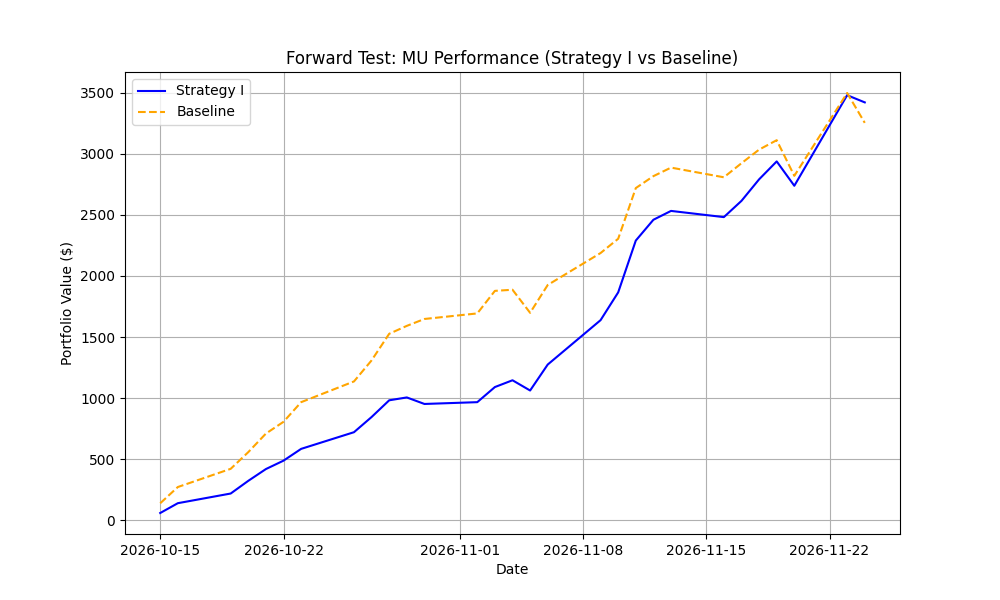 Forward Test: MU Performance (Strategy I vs Baseline)
Strategy I
Baseline
Portfolio Value ($)
3500
3000
2500
2000
1500
1000
500
0
2026-10-15
2026-10-22
2026-11-01
2026-11-08
2026-11-15
2026-11-22
Date